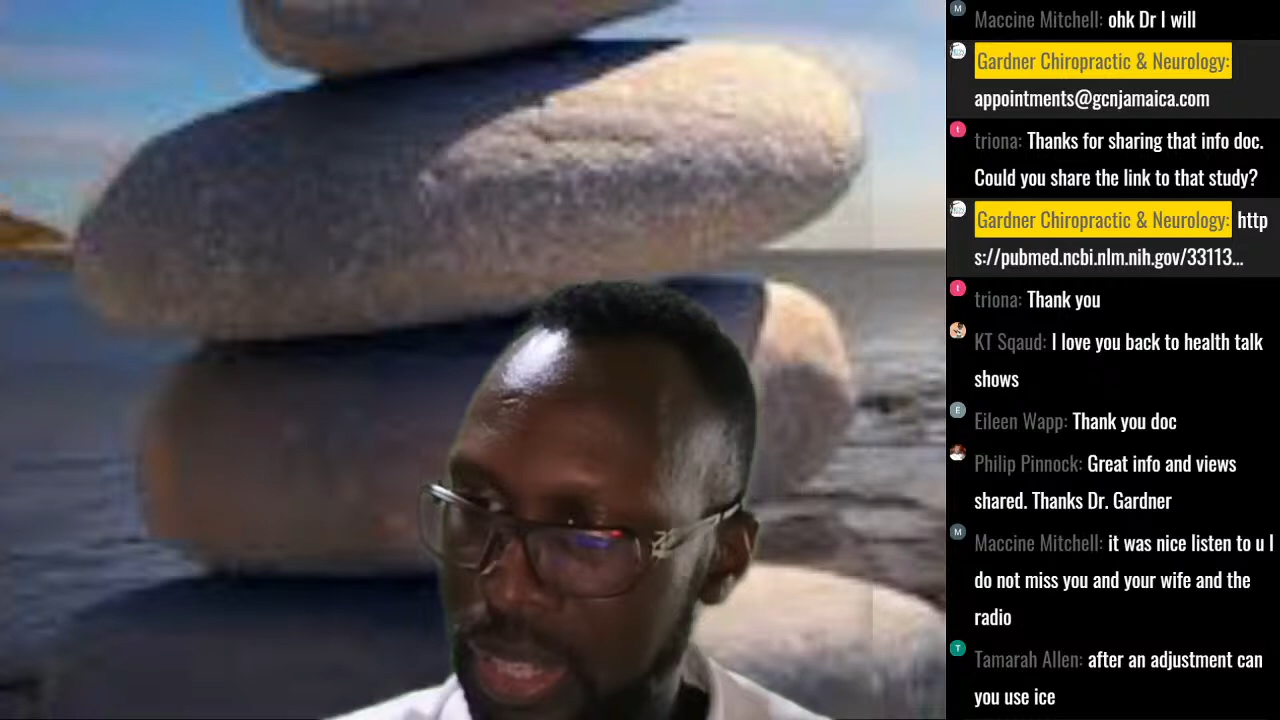 Maccine Mitchell: ohk Dr I will
Gardner Chiropractic & Neurology:
appointments@gcnjamaica.com
triona: Thanks for sharing that info doc.
Could you share the link to that study?
Gardner Chiropractic & Neurology: http
s://pubmed.ncbi.nlm.nih.gov/33113...
triona: Thank you
KT Sqaud: I love you back to health talk
shows
Eileen Wapp: Thank you doc
Philip Pinnock: Great info and views
shared. Thanks Dr. Gardner
Maccine Mitchell: it was nice listen to u I
do not miss you and your wife and the
radio
Tamarah Allen: after an adjustment can
you use ice